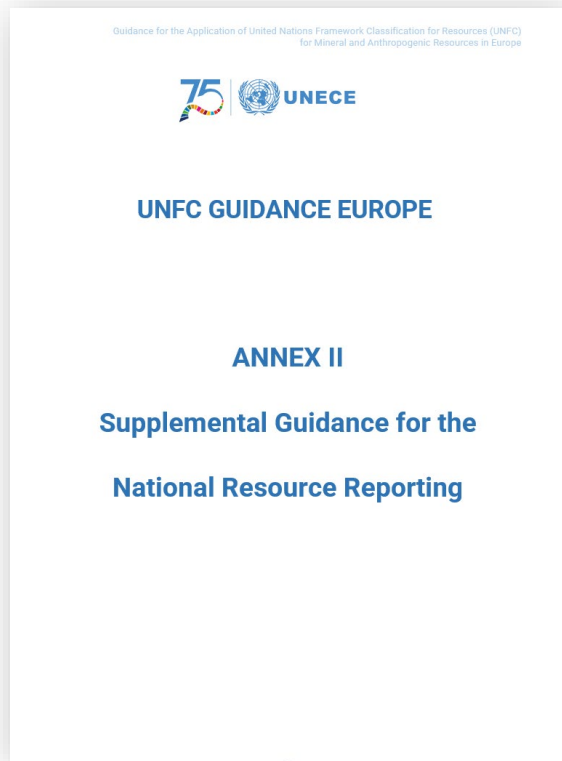 Guidance for the Application of United Nations Framework Classification for Resources (UNFC)
for Mineral and Anthropogenic Resources in Europe
75
UNECE
UNFC GUIDANCE EUROPE
ANNEX II
Supplemental Guidance for the
National Resource Reporting